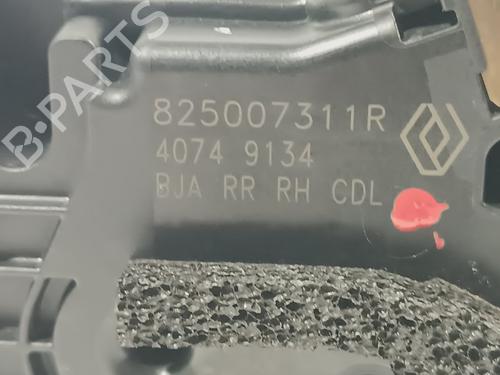 B-PARTS
825007311R
4074 9134
BJA RR RH CDL